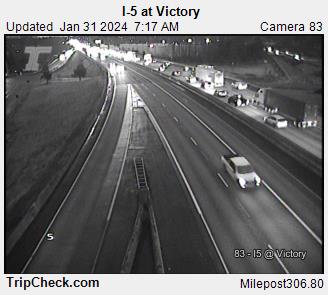 I-5 at Victory
Updated Jan 31 2024 7:17 AM Camera 83
S
83 - I5 @ Victory
TripCheck.com Milepost306.80